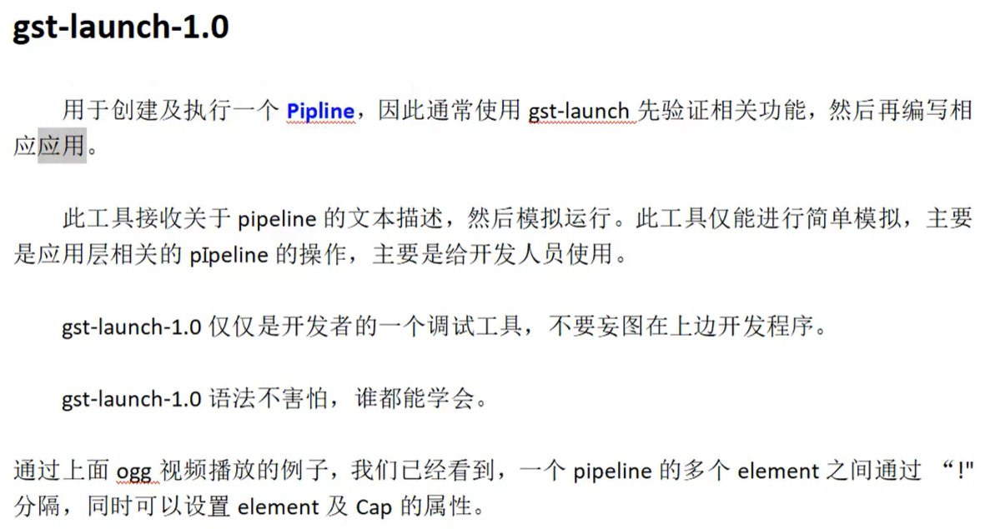 gst-launch-1.0
用于创建及执行一个 Pipline，因此通常使用 gst-launch 先验证相关功能，然后再编写相
应应用。
此工具接收关于 pipeline 的文本描述，然后模拟运行。此工具仅能进行简单模拟，主要
是应用层相关的 pipeline 的操作，主要是给开发人员使用。
gst-launch-1.0 仅仅是开发者的一个调试工具，不要妄图在上边开发程序。
gst-launch-1.0 语法不害怕，谁都能学会。
通过上面 ogg 视频播放的例子，我们已经看到，一个 pipeline 的多个 element 之间通过 “!"
分隔，同时可以设置 element 及 Cap 的属性。